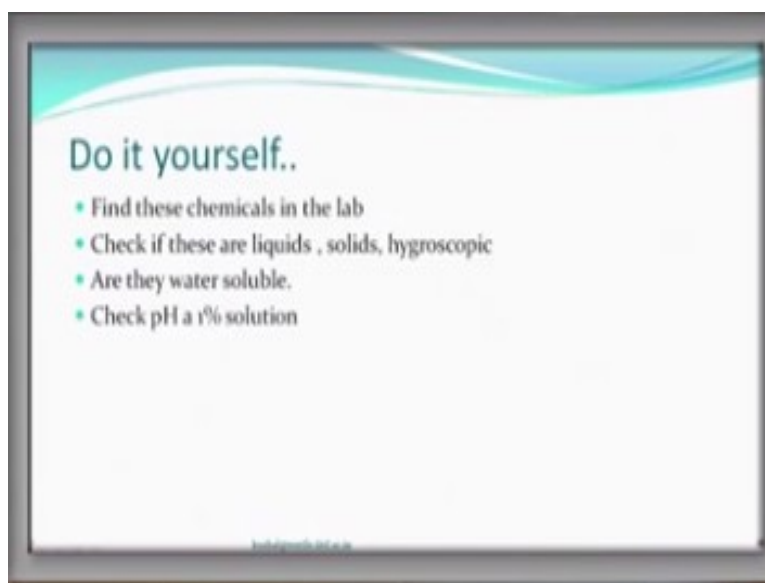 Do it yourself..
Find these chemicals in the lab
Check if these are liquids , solids, hygroscopic
Are they water soluble.
Check pH a 1% solution